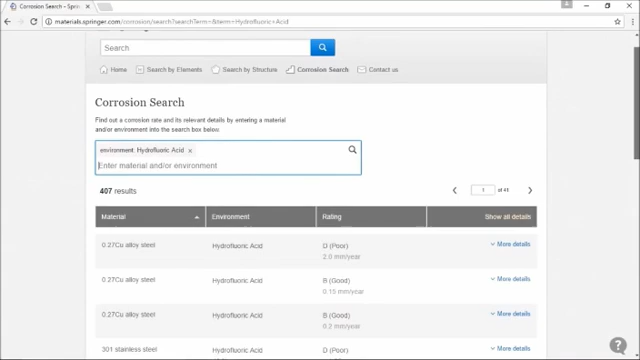 Corrosion Search - Sprin
materials.springer.com/corrosion/search?searchTerm=&term=Hydrofluoric Acid
Search
Home
Search by Elements
Search by Structure
Corrosion Search
Contact us
Corrosion Search
Find out a corrosion rate and its relevant details by entering a material
and/or environment into the search box below.
environment: Hydrofluoric Acid ×
Enter material and/or environment
407 results
1 of 41
Material Environment Rating Show all details
0.27Cu alloy steel Hydrofluoric Acid D (Poor) More details
2.0 mm/year
0.27Cu alloy steel Hydrofluoric Acid B (Good) More details
0.15 mm/year
0.27Cu alloy steel Hydrofluoric Acid B (Good) More details
0.2 mm/year
301 stainless steel Hydrofluoric Acid D (Poor) More details
?